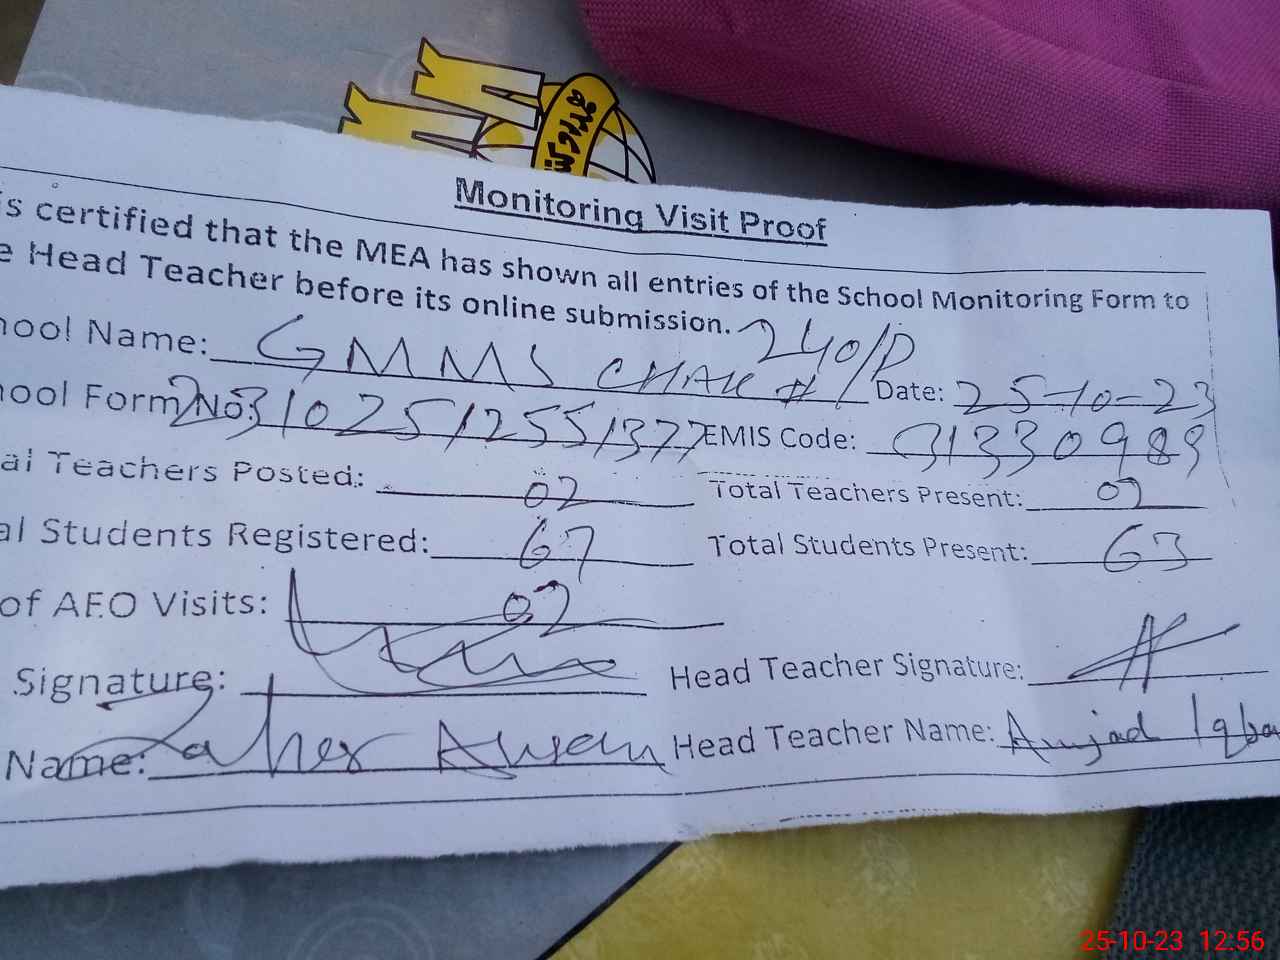 Monitoring Visit Proof
is certified that the MEA has shown all entries of the School Monitoring Form to
e Head Teacher before its online submission.
hool Name: GMMS CHAK # 240/P Date: 25-10-23
hool Form No: 23102512551377 EMIS Code: 31330989
al Teachers Posted: 02 Total Teachers Present: 02
al Students Registered: 67 Total Students Present: 63
of AEO Visits: 02
Signature: Head Teacher Signature:
Name: Zaher Awan Head Teacher Name: Amjad Iqba
25-10-23 12:56